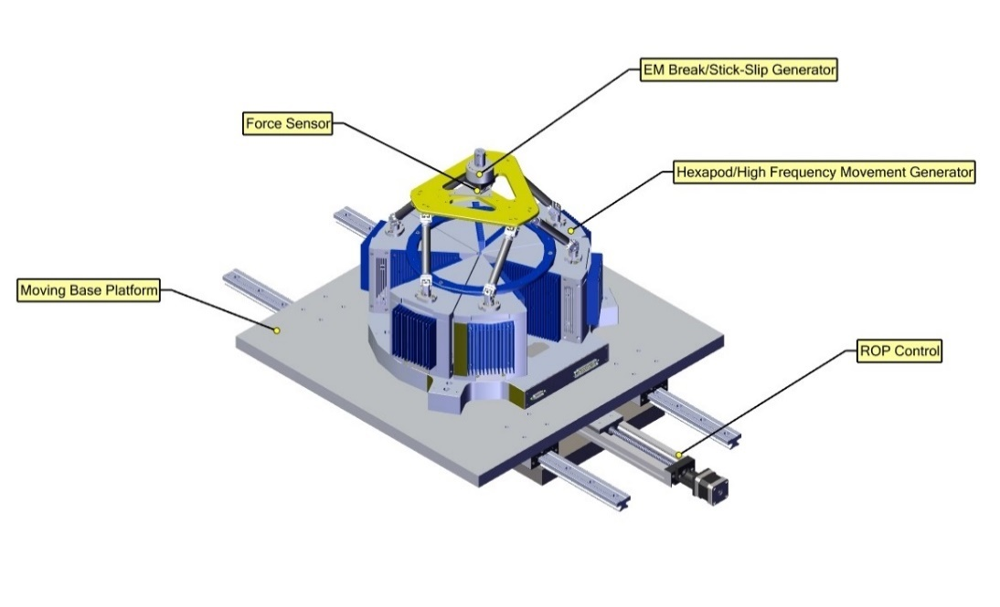 EM Break/Stick-Slip Generator
Force Sensor
Hexapod/High Frequency Movement Generator
Moving Base Platform
ROP Control